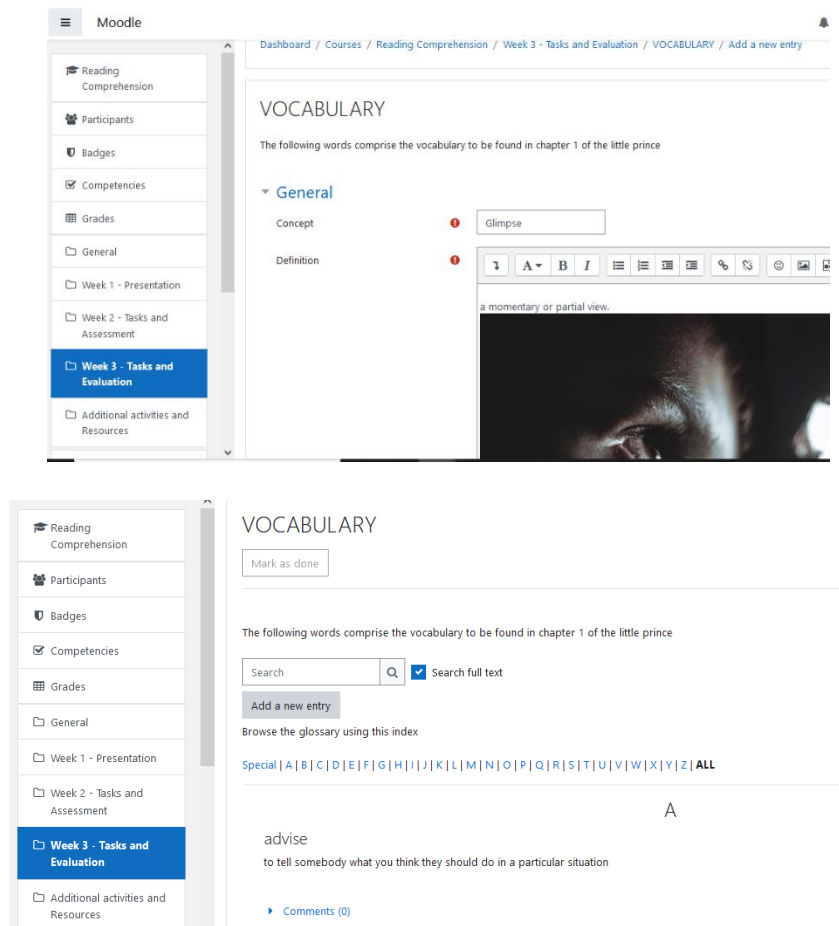 Moodle
Dashboard / Courses / Reading Comprehension / Week 3 - Tasks and Evaluation / VOCABULARY / Add a new entry
Reading
Comprehension
Participants
Badges
Competencies
Grades
General
Week 1 - Presentation
Week 2 - Tasks and
Assessment
Week 3 - Tasks and
Evaluation
Additional activities and
Resources
VOCABULARY
The following words comprise the vocabulary to be found in chapter 1 of the little prince
General
Concept
Glimpse
Definition
A B I
a momentary or partial view.
Reading
Comprehension
Participants
Badges
Competencies
Grades
General
Week 1 - Presentation
Week 2 - Tasks and
Assessment
Week 3 - Tasks and
Evaluation
Additional activities and
Resources
VOCABULARY
Mark as done
The following words comprise the vocabulary to be found in chapter 1 of the little prince
Search
Search full text
Add a new entry
Browse the glossary using this index
Special | A | B | C | D | E | F | G | H | I | J | K | L | M | N | O | P | Q | R | S | T | U | V | W | X | Y | Z | ALL
A
advise
to tell somebody what you think they should do in a particular situation
Comments (0)